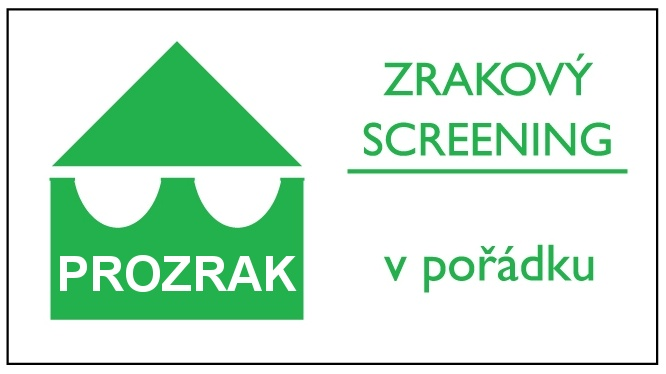 PROZRAK
ZRAKOVÝ
SCREENING
v pořádku